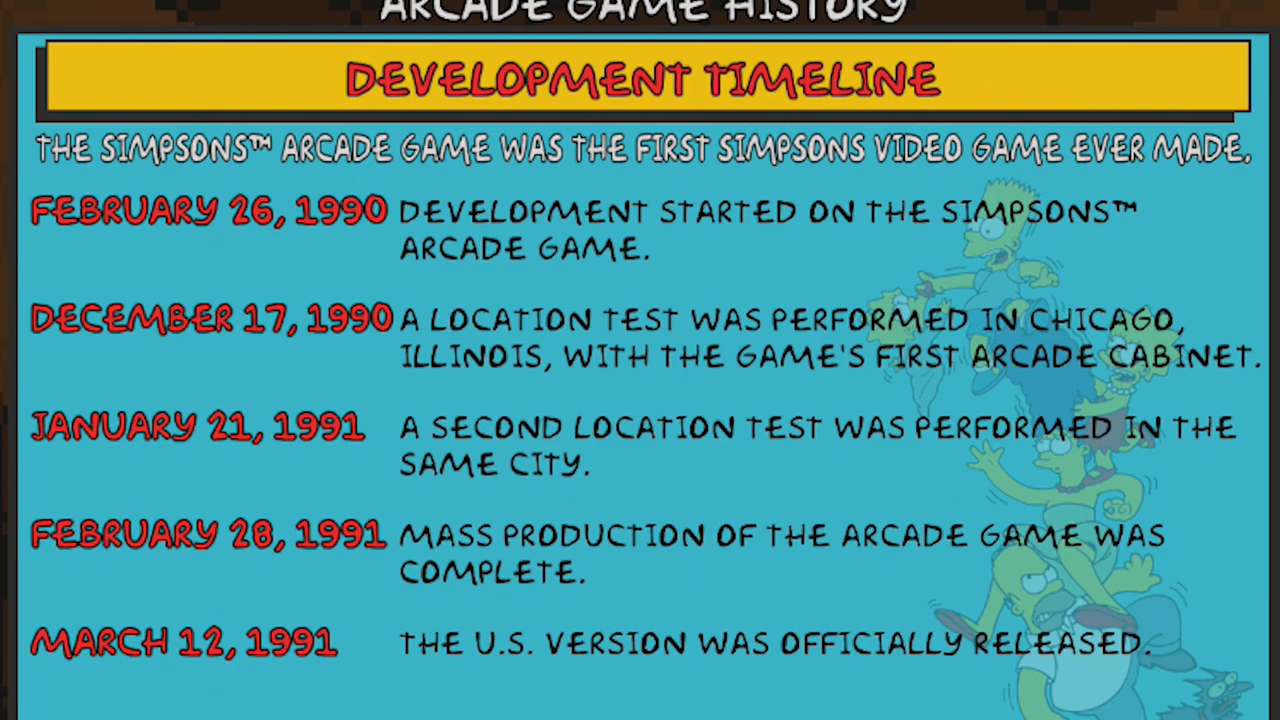 ARCADE GAME HISTORY
DEVELOPMENT TIMELINE
THE SIMPSONS™ ARCADE GAME WAS THE FIRST SIMPSONS VIDEO GAME EVER MADE.
FEBRUARY 26, 1990 DEVELOPMENT STARTED ON THE SIMPSONS™
ARCADE GAME.
DECEMBER 17, 1990 A LOCATION TEST WAS PERFORMED IN CHICAGO,
ILLINOIS, WITH THE GAME'S FIRST ARCADE CABINET.
JANUARY 21, 1991 A SECOND LOCATION TEST WAS PERFORMED IN THE
SAME CITY.
FEBRUARY 28, 1991 MASS PRODUCTION OF THE ARCADE GAME WAS
COMPLETE.
MARCH 12, 1991 THE U.S. VERSION WAS OFFICIALLY RELEASED.